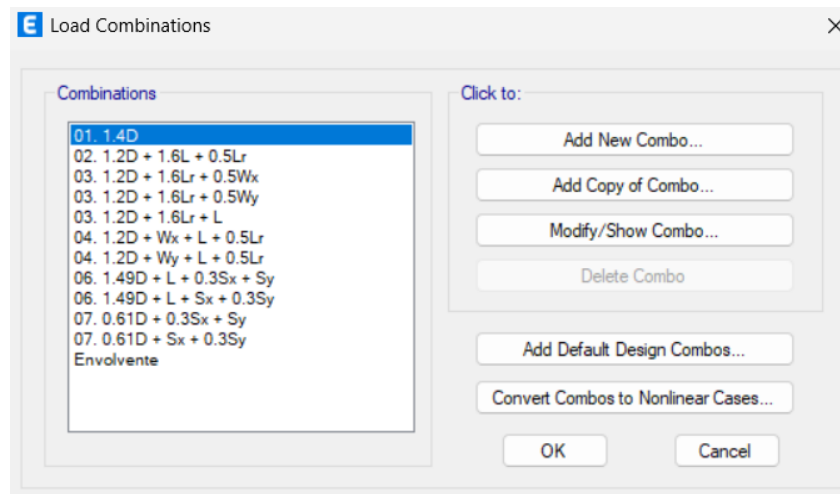 E Load Combinations
Combinations
01. 1.4D
02. 1.2D + 1.6L + 0.5Lr
03. 1.2D + 1.6Lr + 0.5Wx
03. 1.2D + 1.6Lr + 0.5Wy
03. 1.2D + 1.6Lr + L
04. 1.2D + Wx + L + 0.5Lr
04. 1.2D + Wy + L + 0.5Lr
06. 1.49D + L + 0.3Sx + Sy
06. 1.49D + L + Sx + 0.3Sy
07. 0.61D + 0.3Sx + Sy
07. 0.61D + Sx + 0.3Sy
Envolvente
Click to:
Add New Combo...
Add Copy of Combo...
Modify/Show Combo...
Delete Combo
Add Default Design Combos...
Convert Combos to Nonlinear Cases...
OK Cancel